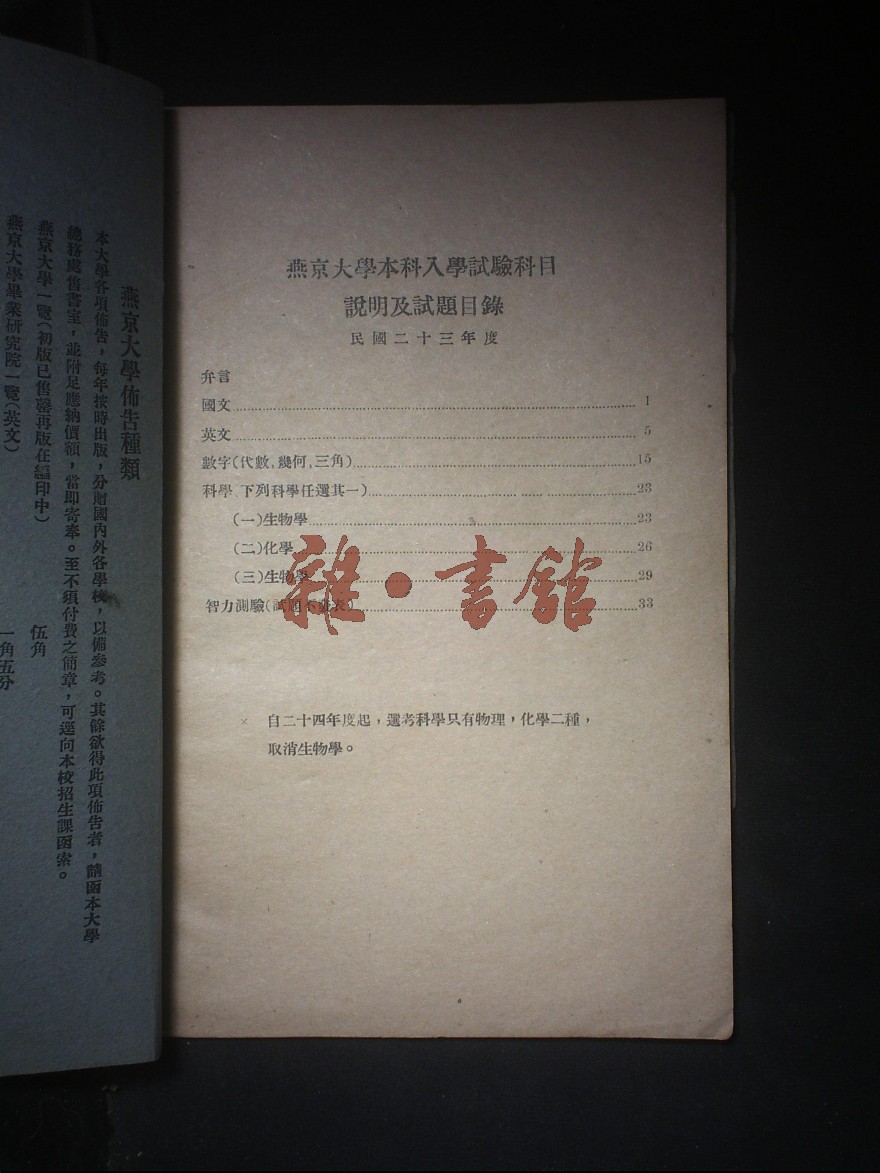 燕京大學本科入學試驗科目
說明及試題目錄
民國二十三年度
弁言
國文 1
英文 5
數字(代數,幾何,三角) 15
科學 下列科學任選其一) 23
(一)生物學 23
(二)化學 26
(三)生物學 29
智力測驗(試題不發表) 33
× 自二十四年度起,選考科學只有物理,化學二種,
取消生物學。
雜·書館
燕京大學佈告種類
本大學各項佈告,每年按時出版,分贈國內外各學校,以備參考。其餘欲得此項佈告者,請函本大學
總務處售書室,並附足應納價額,當即寄奉。至不須付費之簡章,可逕向本校招生課函索。
燕京大學一覽(初版已售罄再版在編印中) 伍角
燕京大學畢業研究院一覽(英文) 一角五分